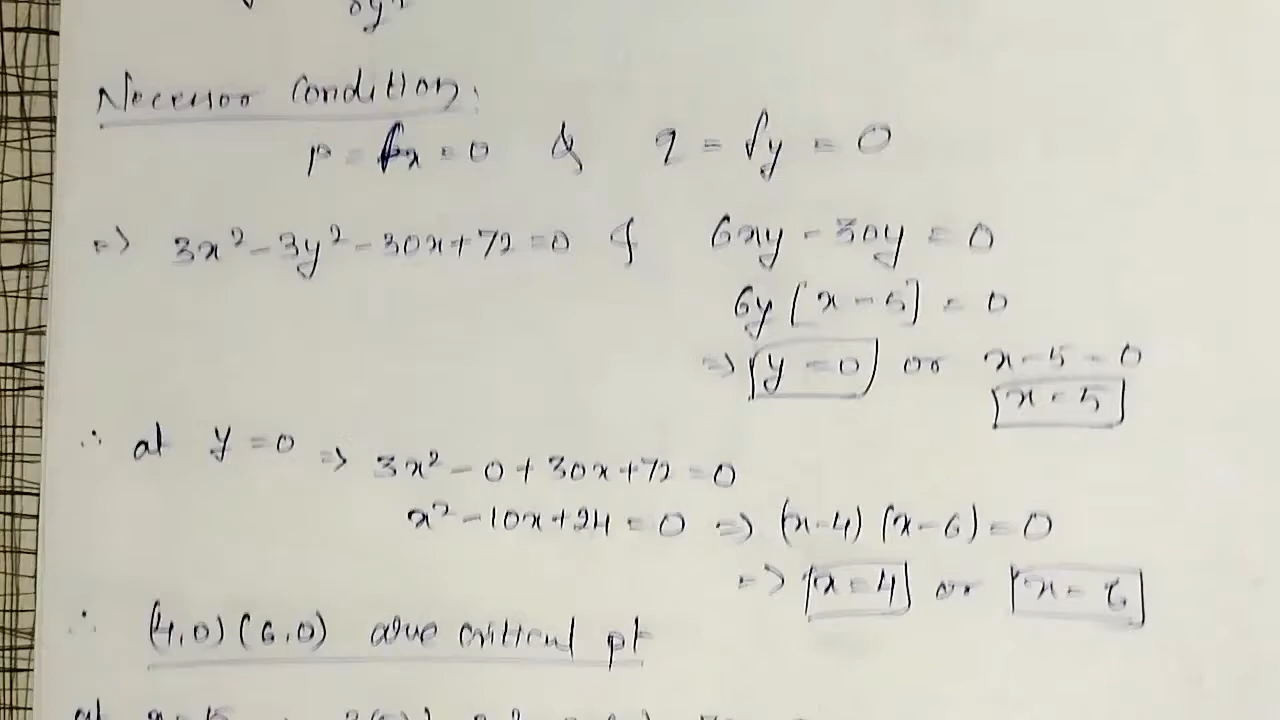 Necessor condition:
p = fx = 0 & q = fy = 0
=> 3x² - 3y² - 30x + 72 = 0 & 6xy - 30y = 0
6y [x - 5] = 0
=> y = 0 or x - 5 = 0
x = 5
∴ at y = 0 => 3x² - 0 + 30x + 72 = 0
x² - 10x + 24 = 0 => (x-4) (x-6) = 0
=> x = 4 or x = 6
∴ (4,0) (6,0) are critical pt